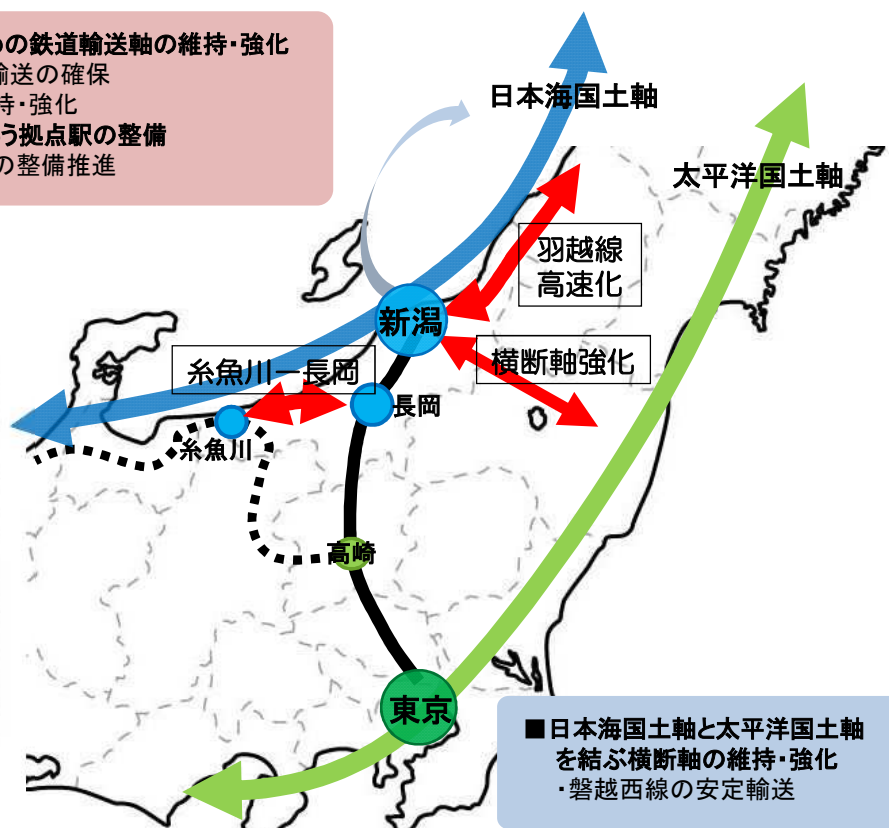 の鉄道輸送軸の維持・強化
輸送の確保
持・強化
う拠点駅の整備
の整備推進
日本海国土軸
太平洋国土軸
羽越線
高速化
新潟
横断軸強化
糸魚川ー長岡
長岡
糸魚川
高崎
東京
■日本海国土軸と太平洋国土軸
を結ぶ横断軸の維持・強化
・磐越西線の安定輸送